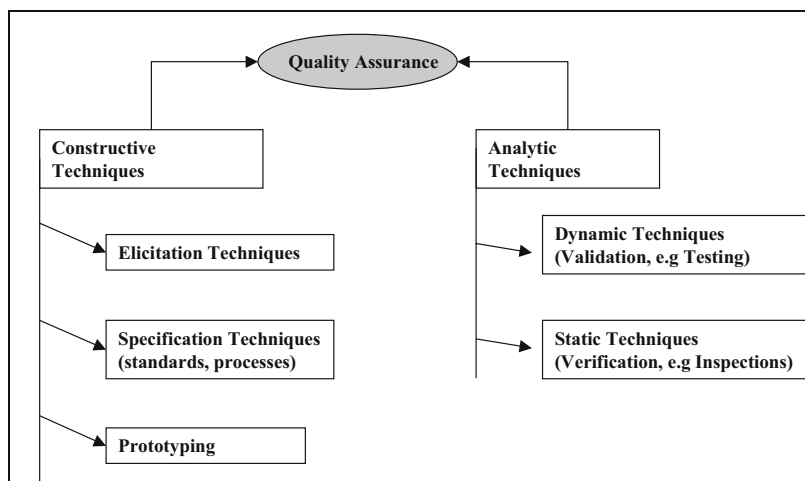 Quality Assurance
Constructive
Techniques
Elicitation Techniques
Specification Techniques
(standards, processes)
Prototyping
Analytic
Techniques
Dynamic Techniques
(Validation, e.g Testing)
Static Techniques
(Verification, e.g Inspections)